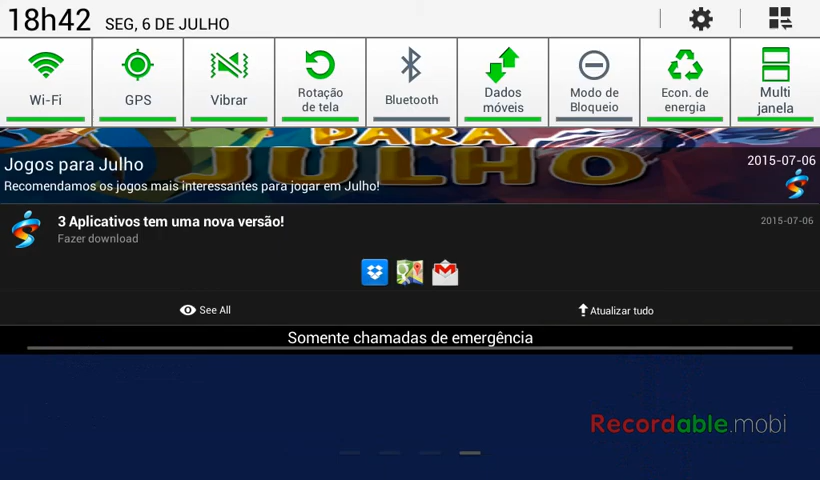 18h42 SEG, 6 DE JULHO
Wi-Fi
GPS
Vibrar
Rotação
de tela
Bluetooth
Dados
móveis
Modo de
Bloqueio
Econ. de
energia
Multi
janela
PARA
JULHO
Jogos para Julho
2015-07-06
Recomendamos os jogos mais interessantes para jogar em Julho!
3 Aplicativos tem uma nova versão!
2015-07-06
Fazer download
See All
Atualizar tudo
Somente chamadas de emergência
Recordable.mobi